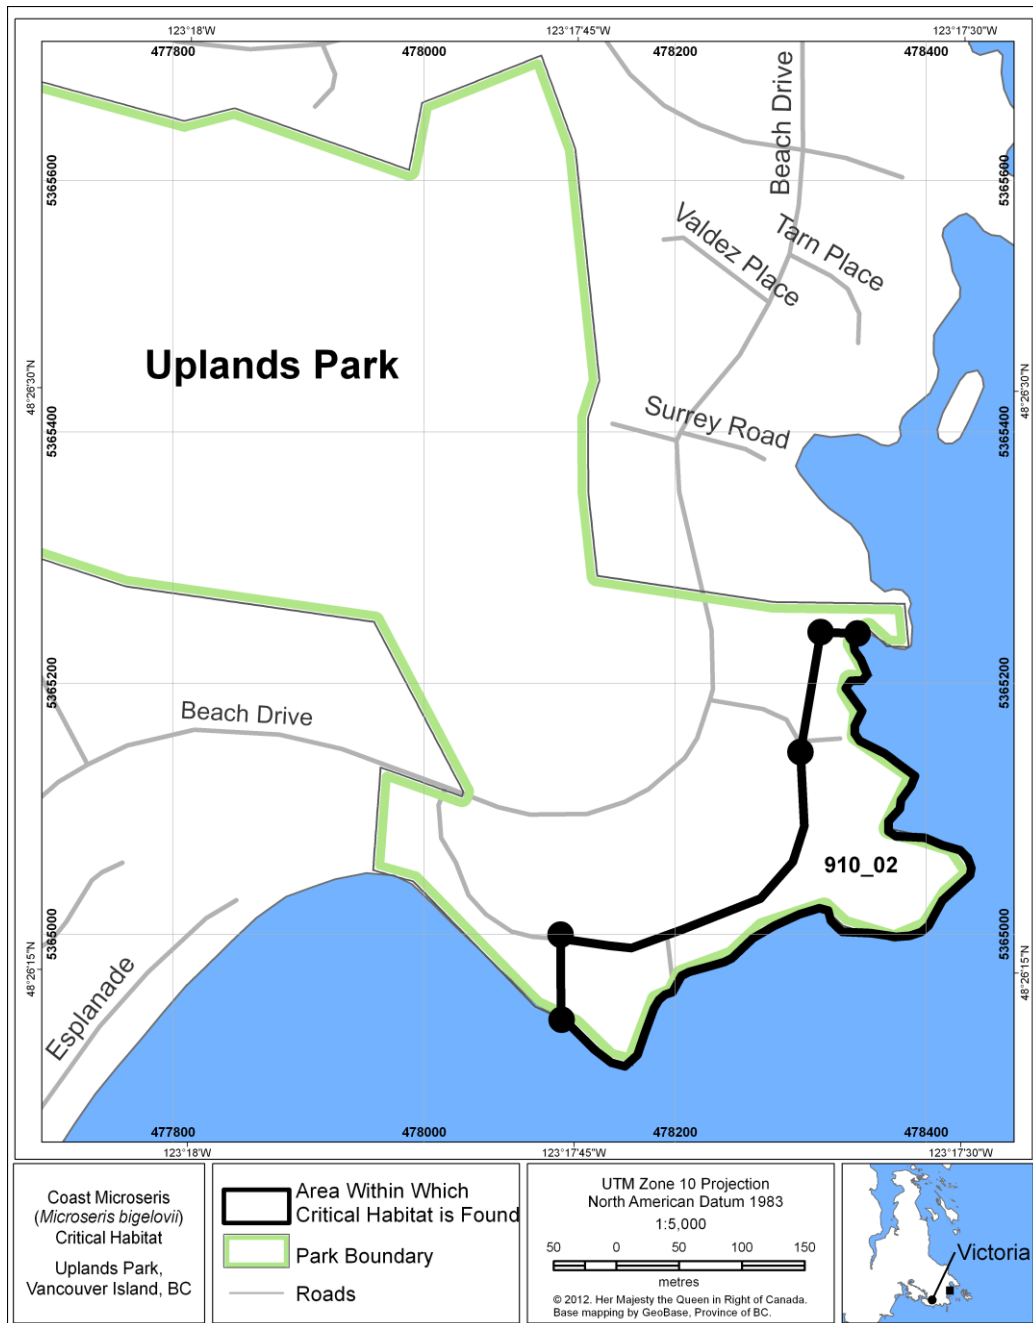 123°18'W 123°17'45"W 123°17'30"W
477800 478000 478200 478400
5365600 5365600
Beach Drive
Valdez Place
Tarn Place
Uplands Park
48°26'30"N 48°26'30"N
5365400 5365400
Surrey Road
5365200 5365200
Beach Drive
910_02
5365000 5365000
48°26'15"N 48°26'15"N
Esplanade
477800 478000 478200 478400
123°18'W 123°17'45"W 123°17'30"W
Coast Microseris
(Microseris bigelovii)
Critical Habitat
Uplands Park,
Vancouver Island, BC
Area Within Which
Critical Habitat is Found
Park Boundary
Roads
UTM Zone 10 Projection
North American Datum 1983
1:5,000
50 0 50 100 150
metres
© 2012. Her Majesty the Queen in Right of Canada.
Base mapping by GeoBase, Province of BC.
Victoria